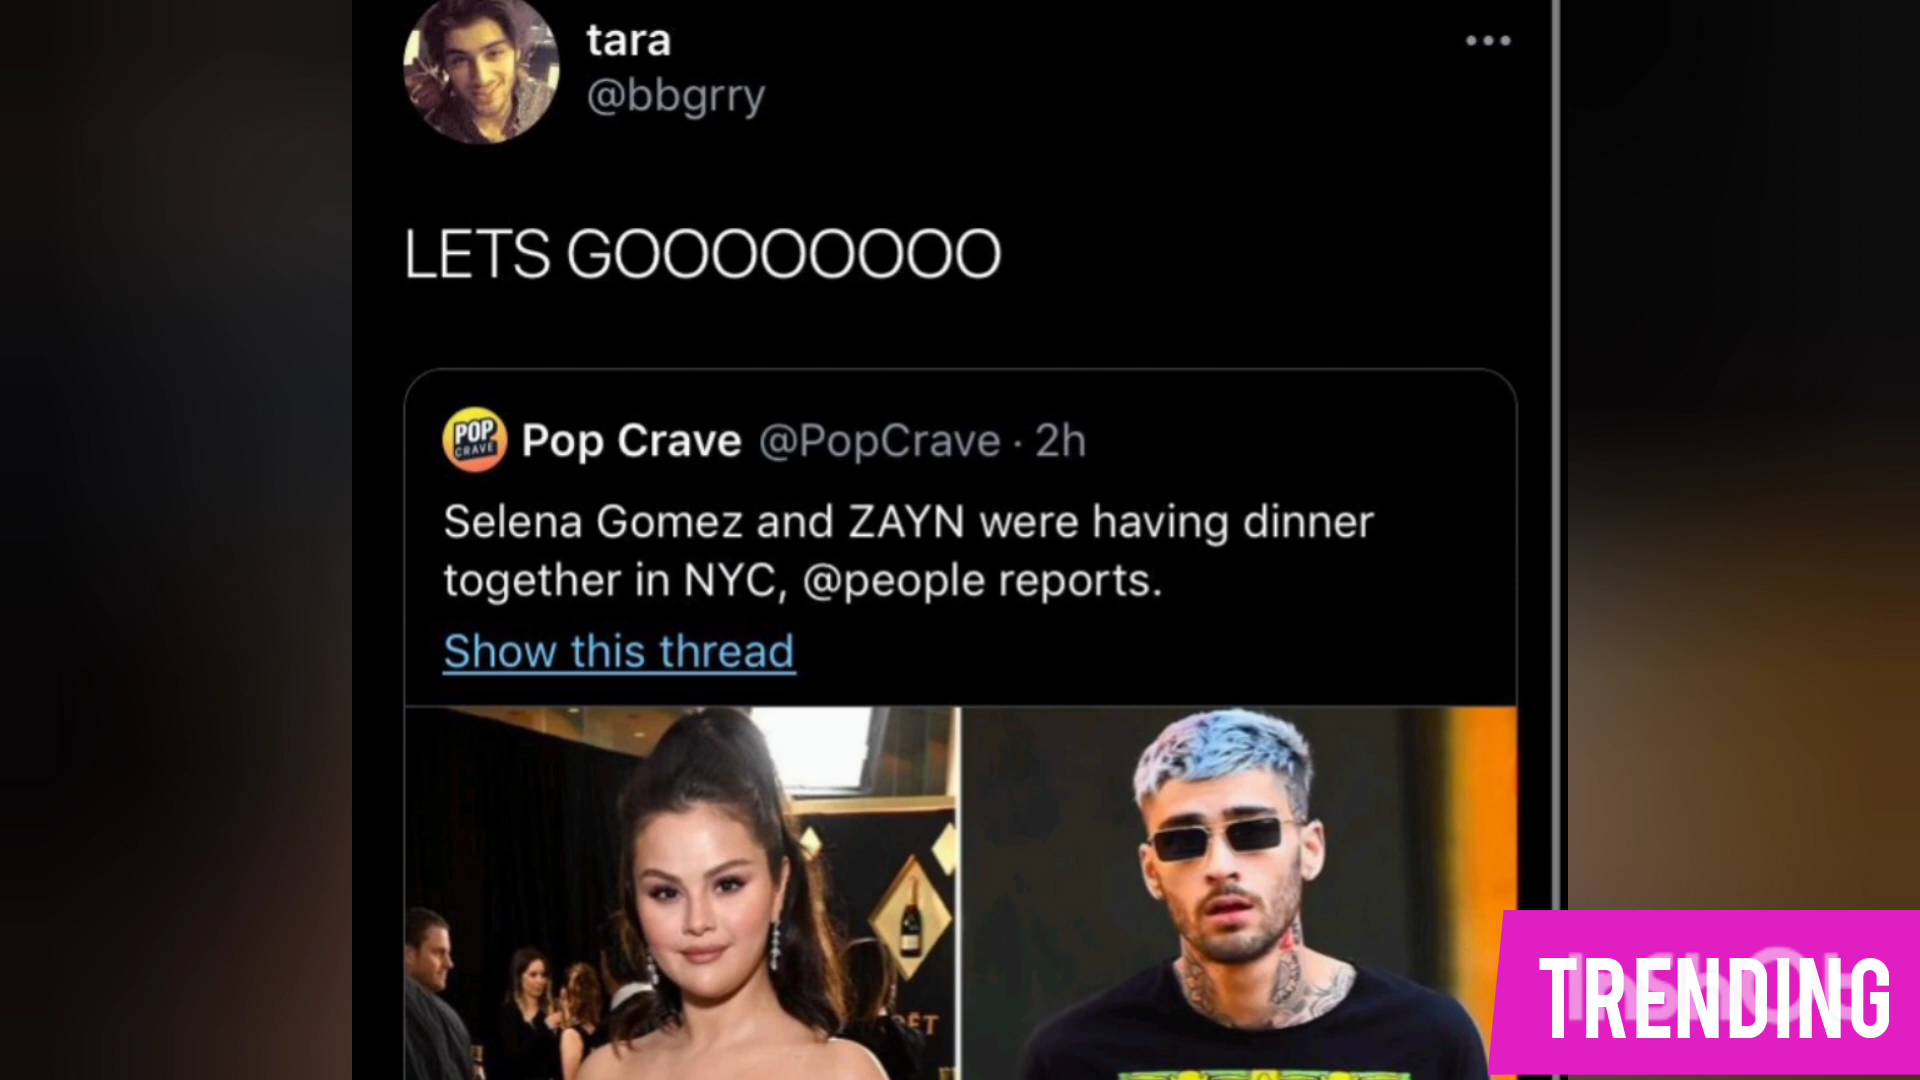 tara
@bbgrry
LETS GOOOOOOOO
POP CRAVE
Pop Crave @PopCrave · 2h
Selena Gomez and ZAYN were having dinner
together in NYC, @people reports.
Show this thread
TRENDING